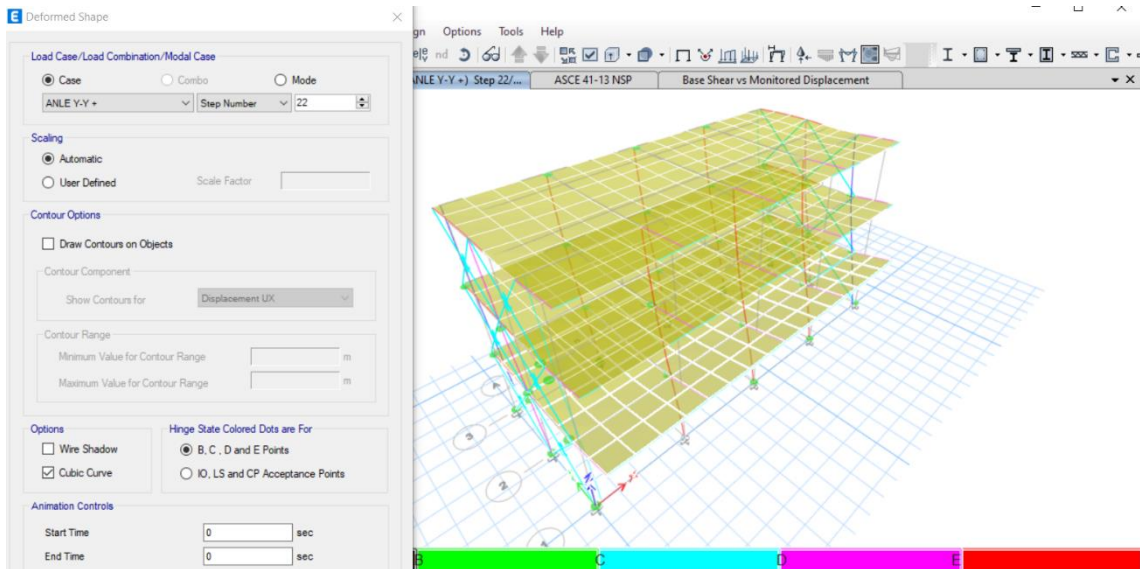 E Deformed Shape
Load Case/Load Combination/Modal Case
Case Combo Mode
ANLE Y-Y + Step Number 22
Scaling
Automatic
User Defined Scale Factor
Contour Options
Draw Contours on Objects
Contour Component
Show Contours for Displacement UX
Contour Range
Minimum Value for Contour Range m
Maximum Value for Contour Range m
Options
Wire Shadow
Cubic Curve
Hinge State Colored Dots are For
B, C , D and E Points
IO, LS and CP Acceptance Points
Animation Controls
Start Time 0 sec
End Time 0 sec
gn Options Tools Help
nd
ANLE Y-Y +) Step 22/... ASCE 41-13 NSP Base Shear vs Monitored Displacement
3
2
B C D E